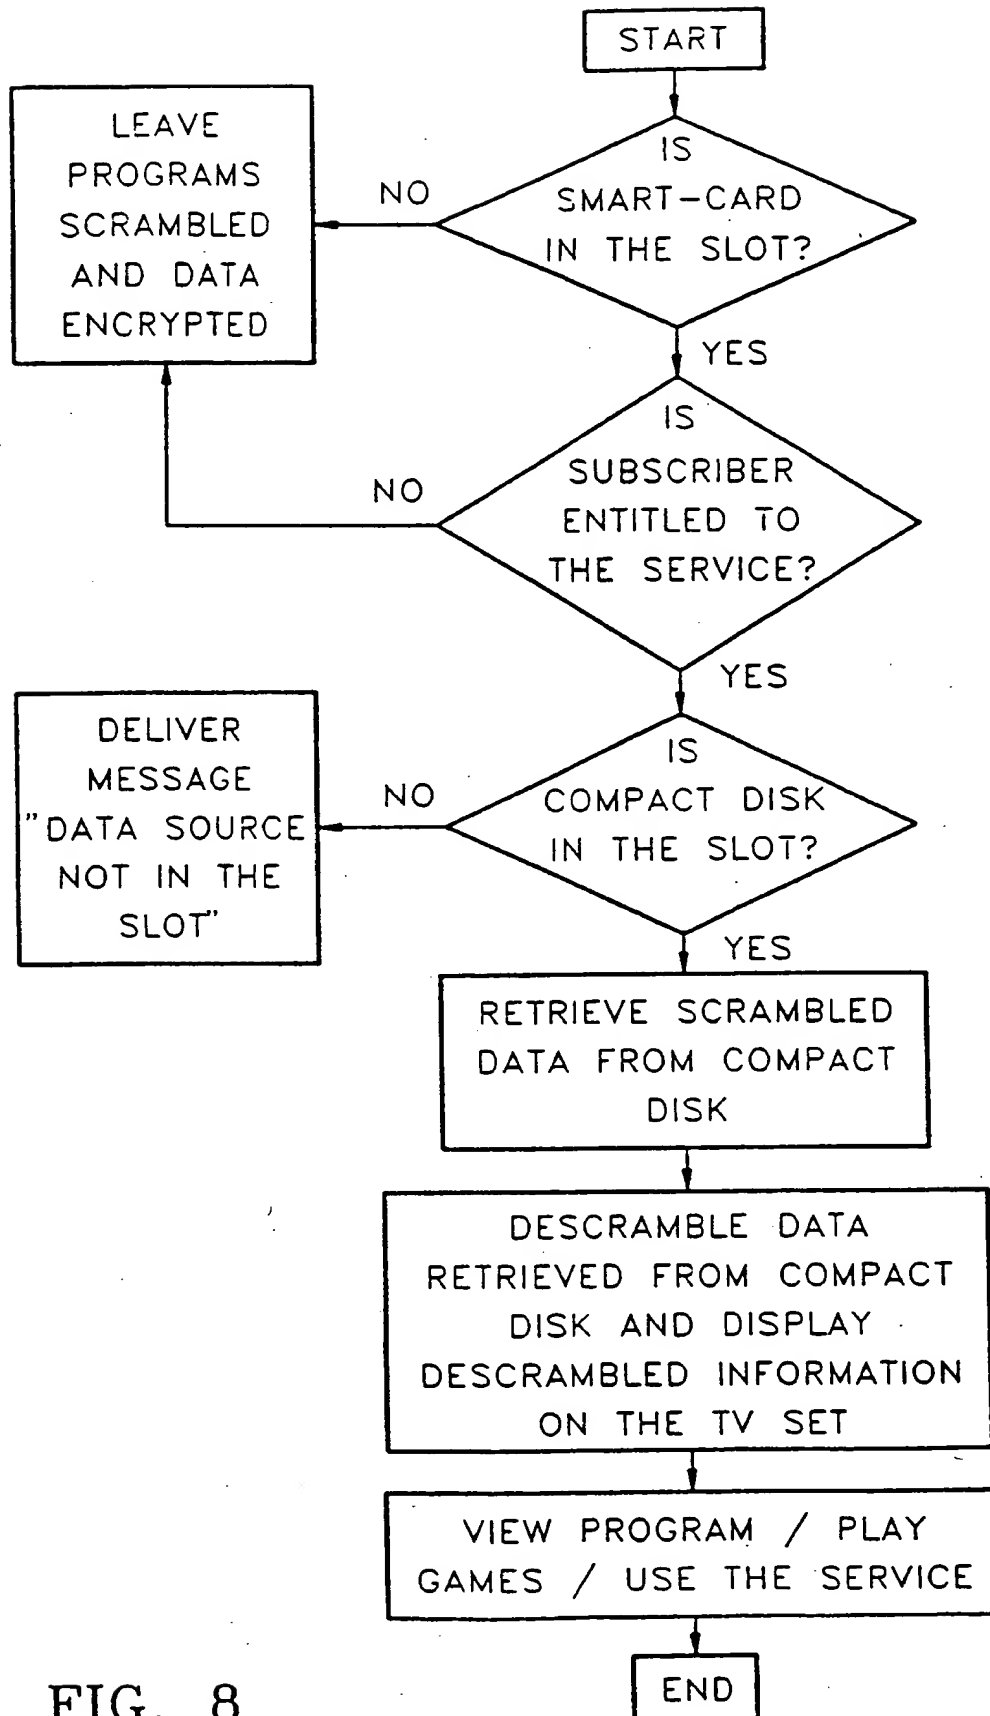 START
IS
SMART-CARD
IN THE SLOT?
NO
LEAVE
PROGRAMS
SCRAMBLED
AND DATA
ENCRYPTED
YES
IS
SUBSCRIBER
ENTITLED TO
THE SERVICE?
NO
YES
IS
COMPACT DISK
IN THE SLOT?
NO
DELIVER
MESSAGE
"DATA SOURCE
NOT IN THE
SLOT"
YES
RETRIEVE SCRAMBLED
DATA FROM COMPACT
DISK
DESCRAMBLE DATA
RETRIEVED FROM COMPACT
DISK AND DISPLAY
DESCRAMBLED INFORMATION
ON THE TV SET
VIEW PROGRAM / PLAY
GAMES / USE THE SERVICE
END
FIG. 8